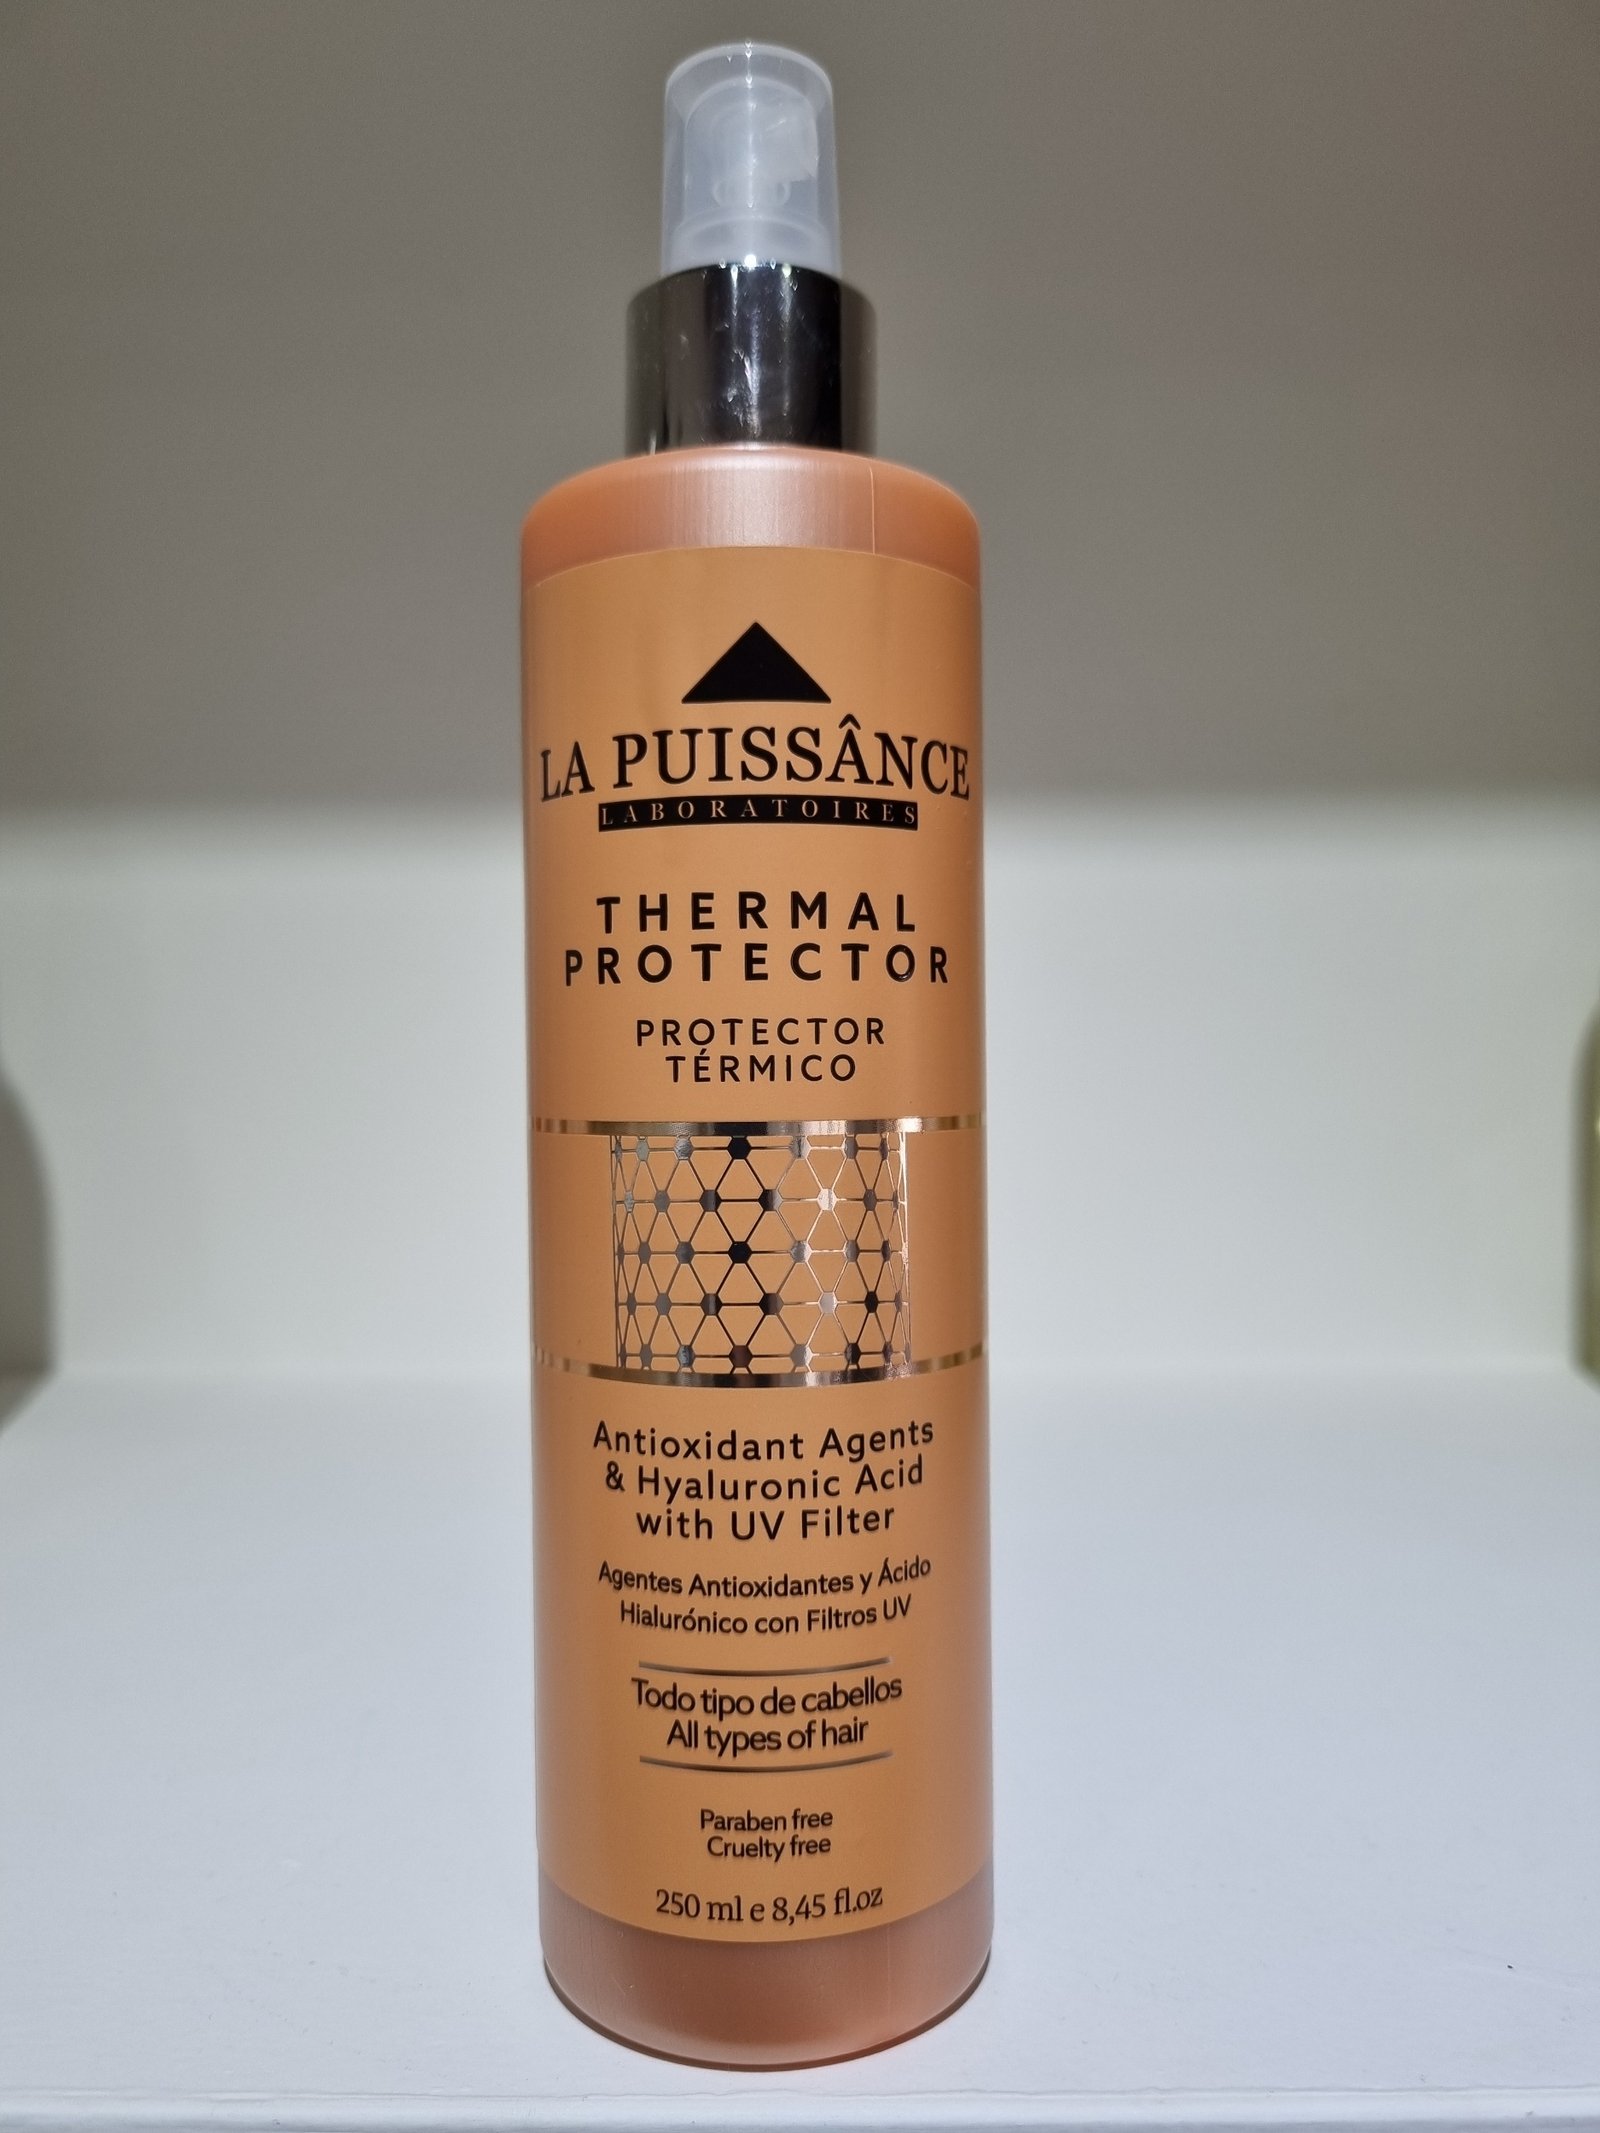 LA PUISSÂNCE
LABORATOIRES
THERMAL
PROTECTOR
PROTECTOR
TÉRMICO
Antioxidant Agents
& Hyaluronic Acid
with UV Filter
Agentes Antioxidantes y Ácido
Hialurónico con Filtros UV
Todo tipo de cabellos
All types of hair
Paraben free
Cruelty free
250 ml e 8,45 fl.oz